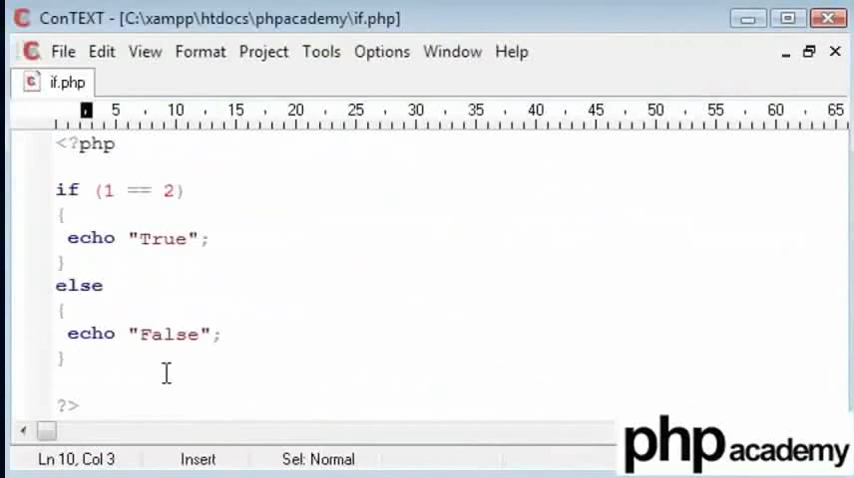 ConTEXT - [C:\xampp\htdocs\phpacademy\if.php]
File Edit View Format Project Tools Options Window Help
if.php
5 10 15 20 25 30 35 40 45 50 55 60 65
<?php
if (1 == 2)
{
echo "True";
}
else
{
echo "False";
}
?>
Ln 10, Col 3 Insert Sel: Normal
php academy